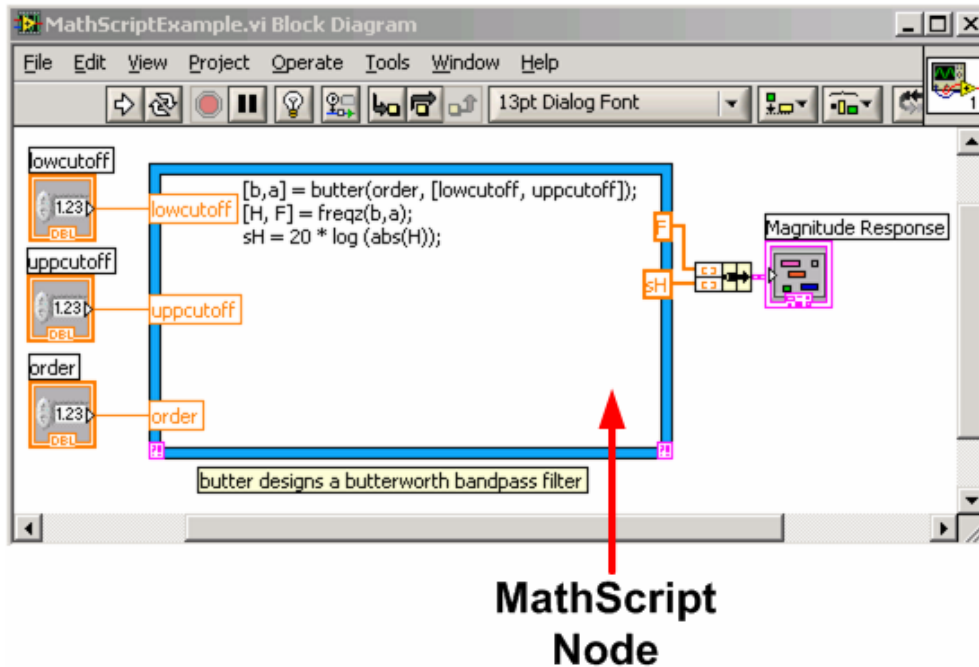 MathScriptExample.vi Block Diagram
File Edit View Project Operate Tools Window Help
13pt Dialog Font
1
lowcutoff
1.23
DBL
uppcutoff
1.23
DBL
order
1.23
DBL
lowcutoff
uppcutoff
order
[b,a] = butter(order, [lowcutoff, uppcutoff]);
[H, F] = freqz(b,a);
sH = 20 * log (abs(H));
F
sH
Magnitude Response
butter designs a butterworth bandpass filter
MathScript
Node